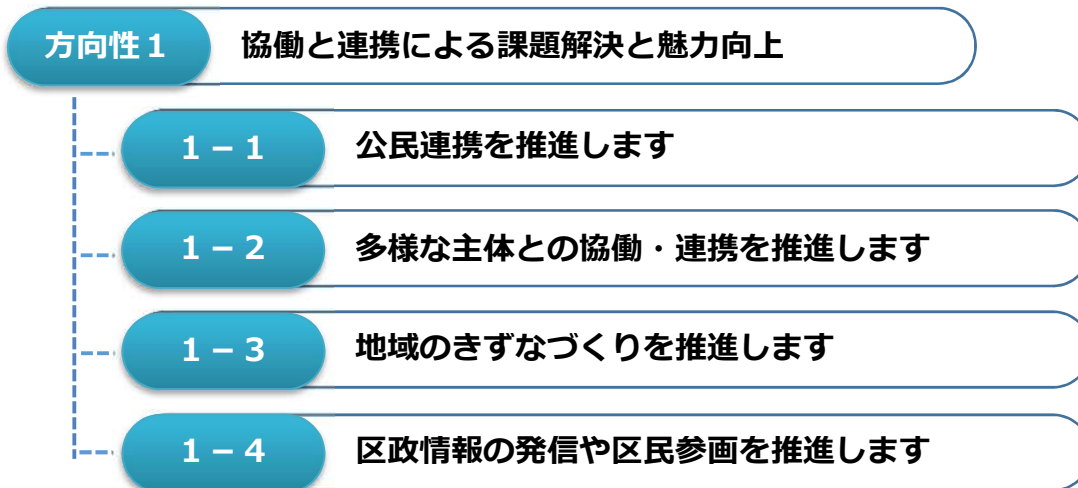 方向性1 協働と連携による課題解決と魅力向上
1－1 公民連携を推進します
1－2 多様な主体との協働・連携を推進します
1－3 地域のきずなづくりを推進します
1－4 区政情報の発信や区民参画を推進します